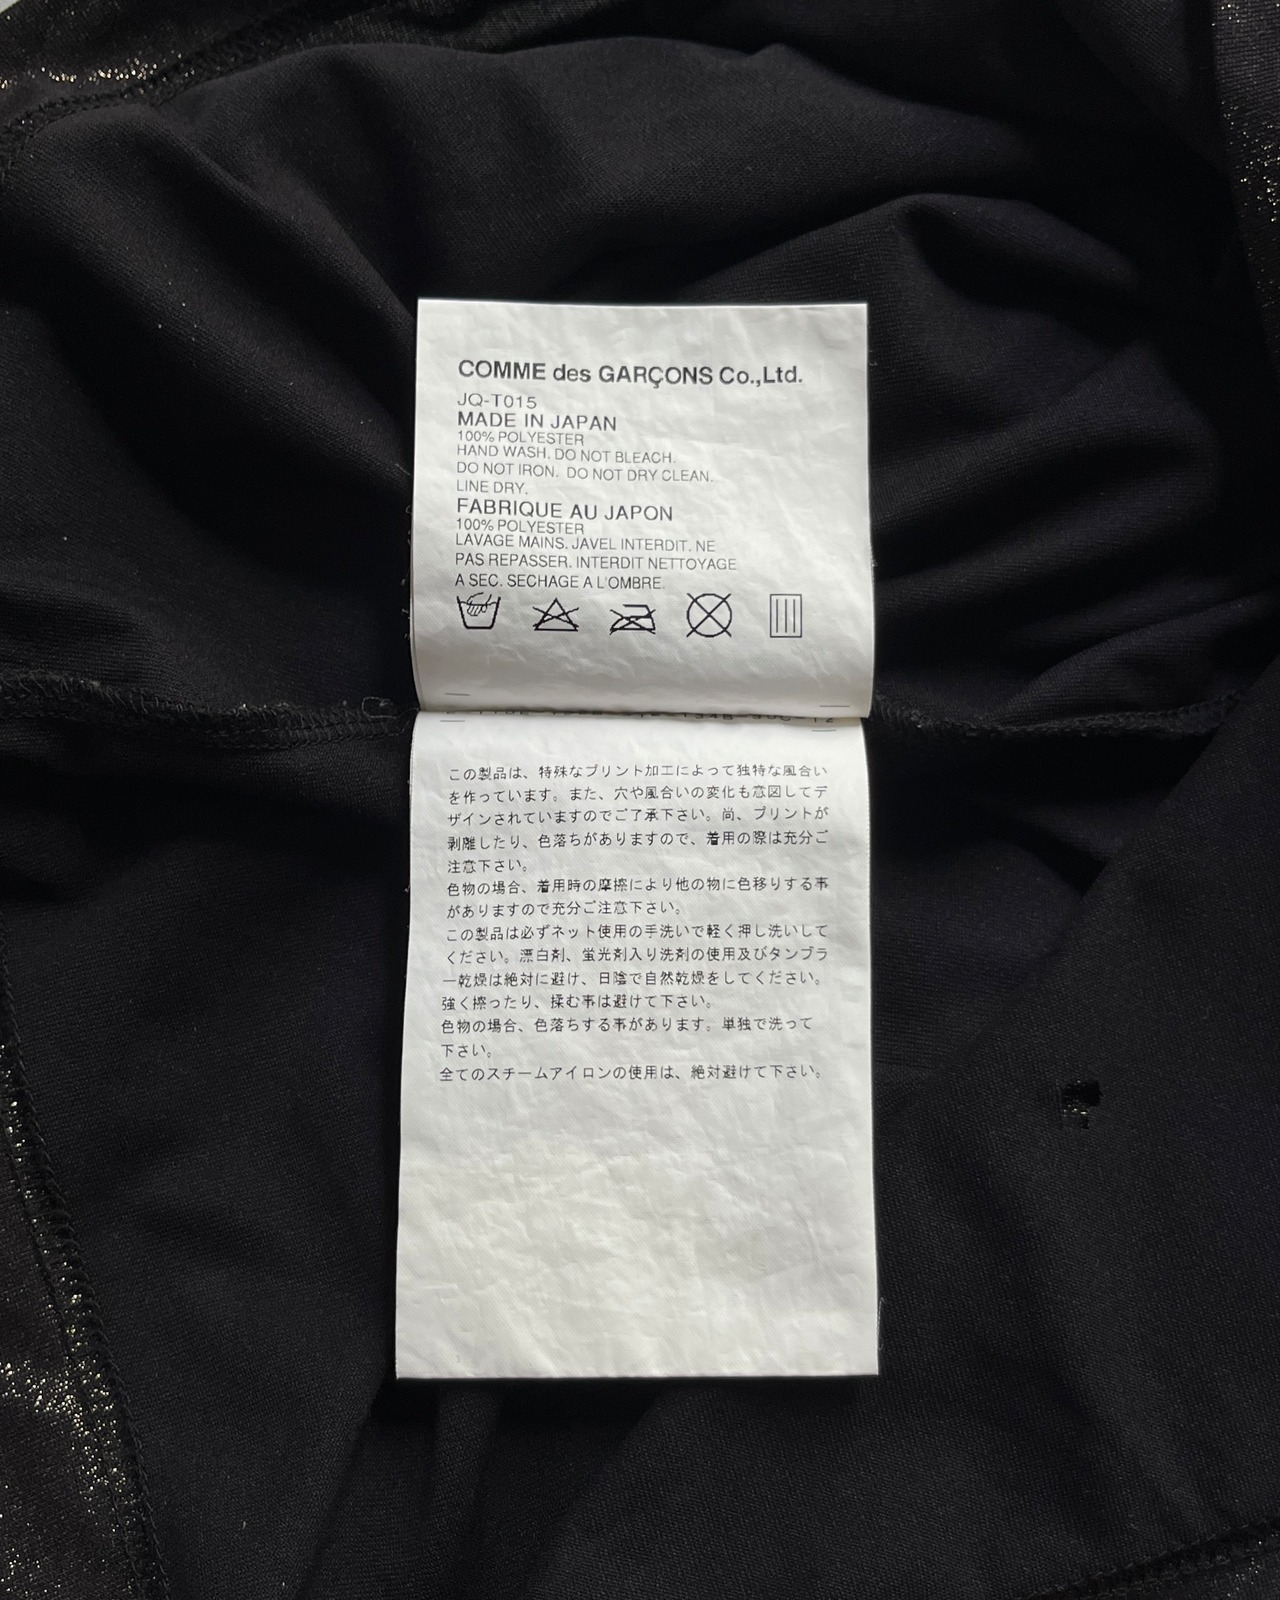 COMME des GARÇONS Co.,Ltd.
JQ-T015
MADE IN JAPAN
100% POLYESTER
HAND WASH. DO NOT BLEACH.
DO NOT IRON. DO NOT DRY CLEAN.
LINE DRY.
FABRIQUE AU JAPON
100% POLYESTER
LAVAGE MAINS. JAVEL INTERDIT. NE
PAS REPASSER. INTERDIT NETTOYAGE
A SEC. SECHAGE A L'OMBRE.
この製品は、特殊なプリント加工によって独特な風合い
を作っています。また、穴や風合いの変化も意図してデ
ザインされていますのでご了承下さい。尚、プリントが
剥離したり、色落ちがありますので、着用の際は充分ご
注意下さい。
色物の場合、着用時の摩擦により他の物に色移りする事
がありますので充分ご注意下さい。
この製品は必ずネット使用の手洗いで軽く押し洗いして
ください。漂白剤、蛍光剤入り洗剤の使用及びタンブラ
ー乾燥は絶対に避け、日陰で自然乾燥をしてください。
強く擦ったり、揉む事は避けて下さい。
色物の場合、色落ちする事があります。単独で洗って
下さい。
全てのスチームアイロンの使用は、絶対避けて下さい。